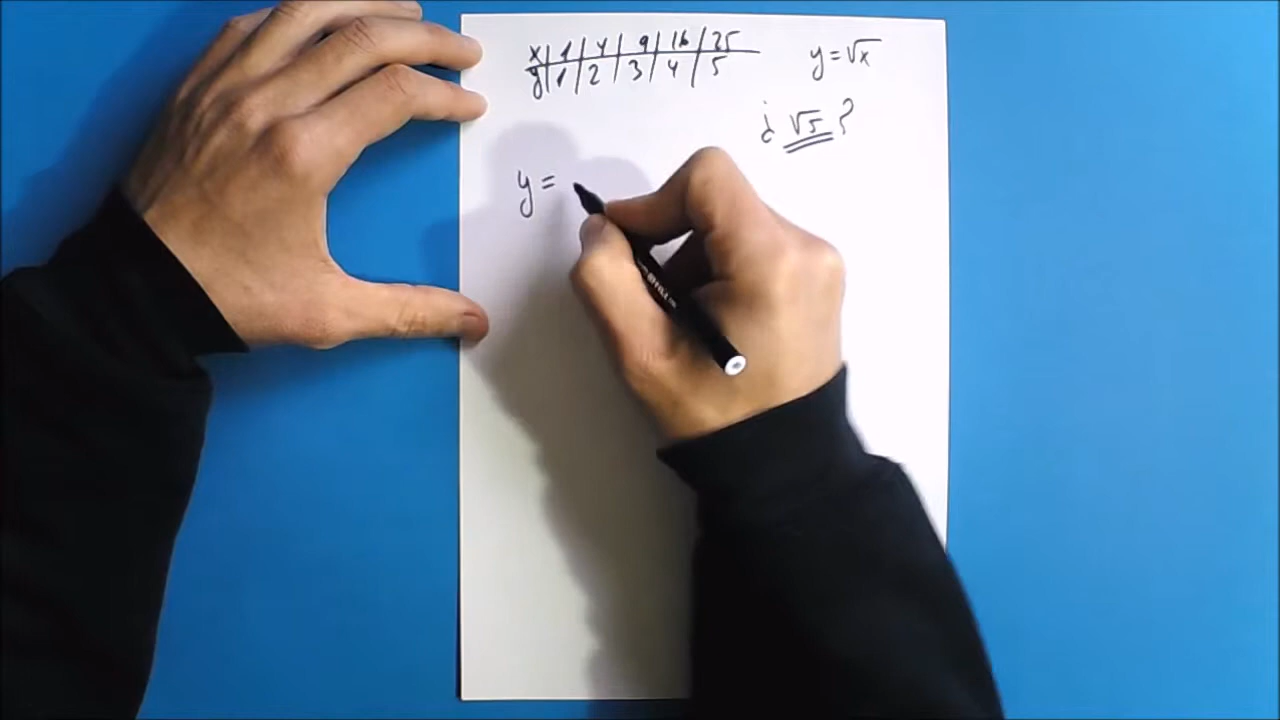 x | 1 | 4 | 9 | 16 | 25
y | 1 | 2 | 3 | 4 | 5
y = √x
¿ √5 ?
y =